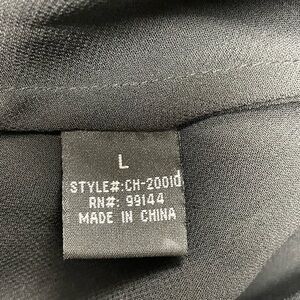 L
STYLE#:CH-2001d
RN#: 99144
MADE IN CHINA